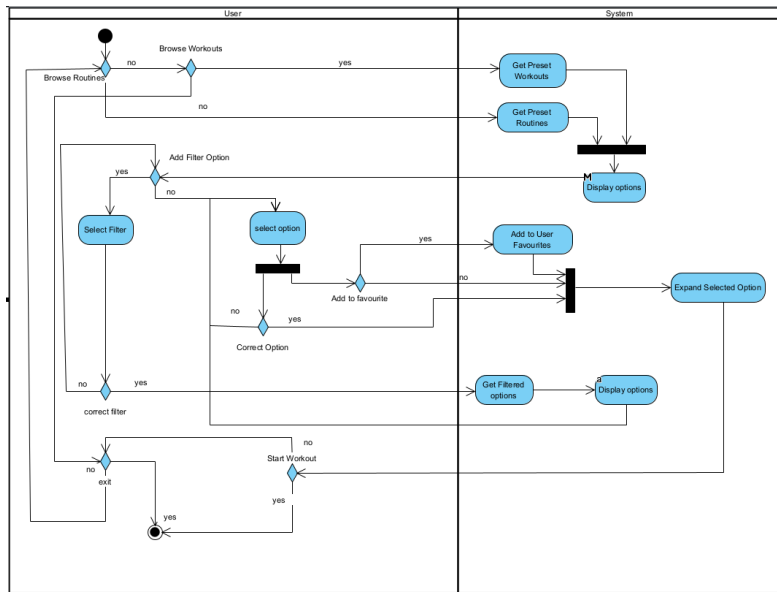 User
System
Browse Workouts
no
yes
Browse Routines
Get Preset
Workouts
no
Get Preset
Routines
Add Filter Option
yes
no
M
Display options
Select Filter
select option
yes
Add to User
Favourites
no
Add to favourite
Expand Selected Option
no
yes
Correct Option
no
yes
correct filter
Get Filtered
options
a
Display options
no
Start Workout
no
exit
yes
yes